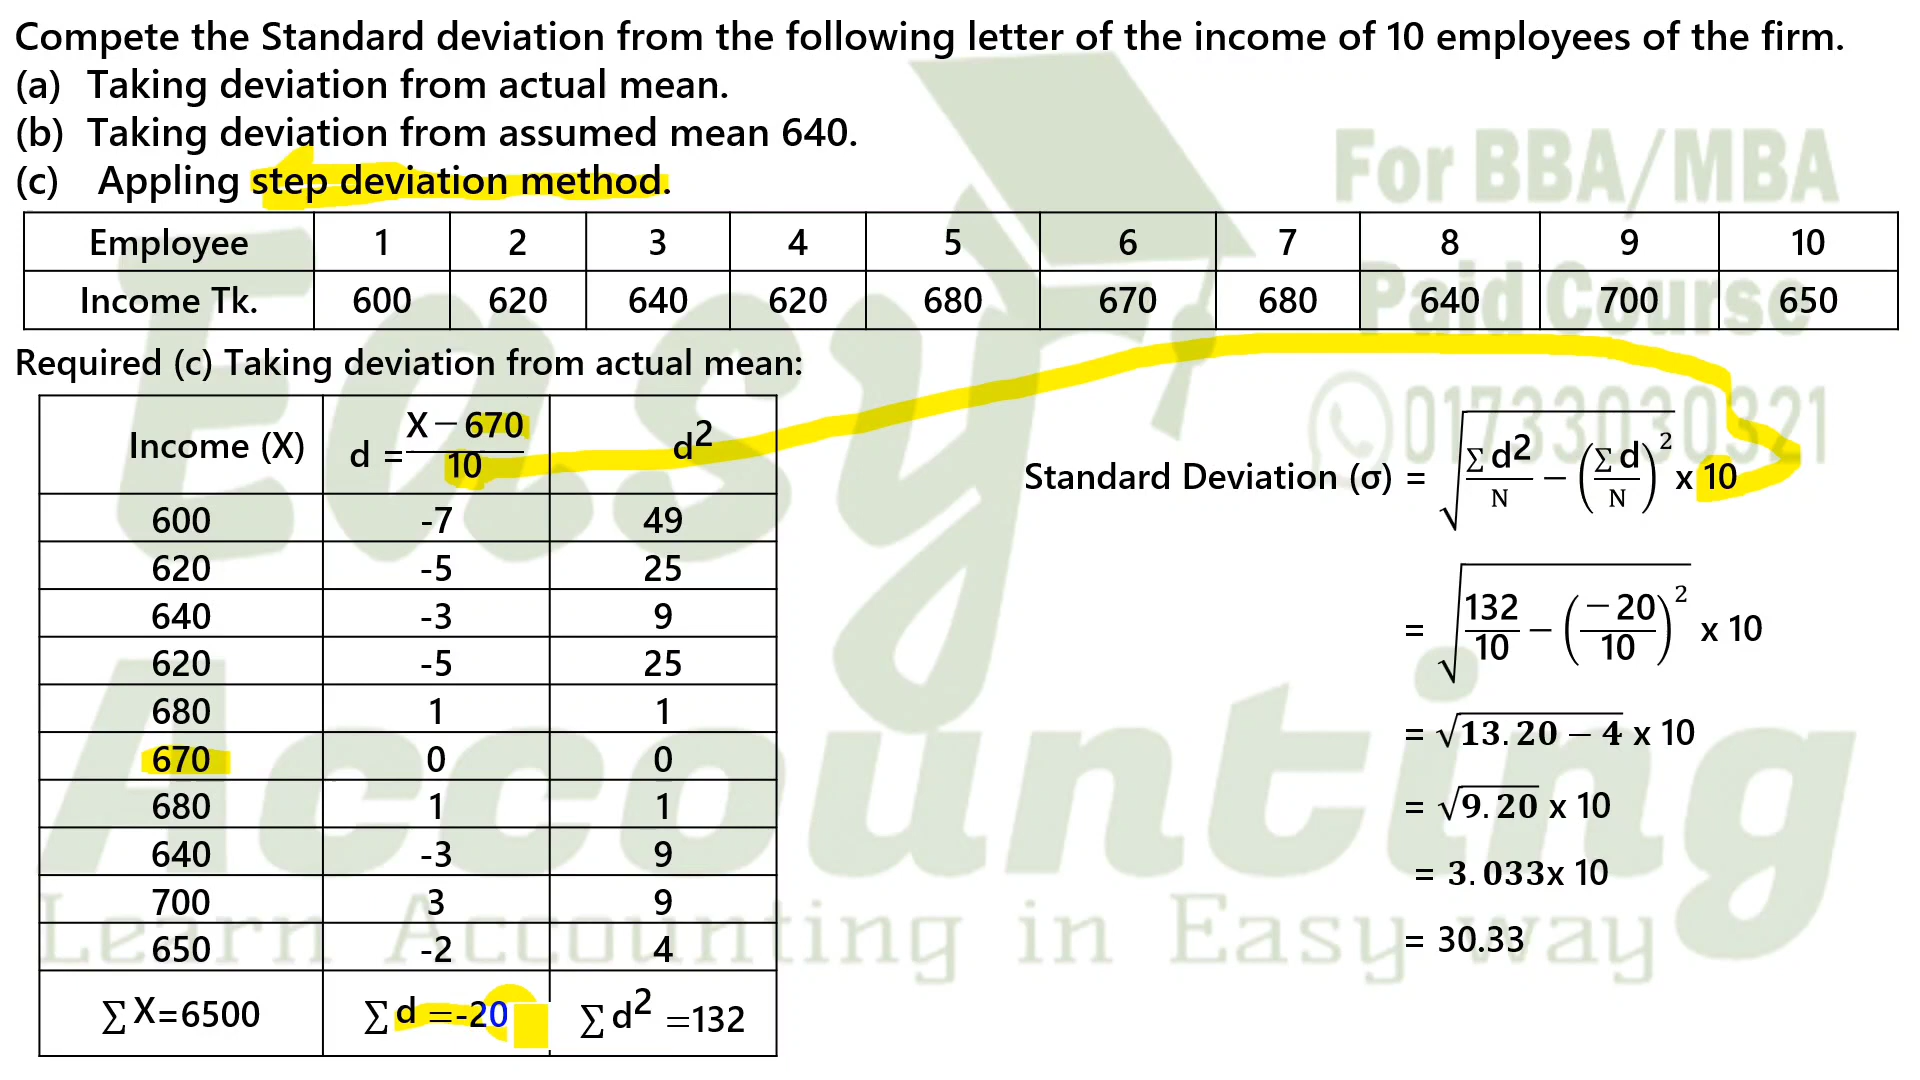 Compete the Standard deviation from the following letter of the income of 10 employees of the firm.
(a) Taking deviation from actual mean.
(b) Taking deviation from assumed mean 640.
(c) Appling step deviation method.
Employee 1 2 3 4 5 6 7 8 9 10
Income Tk. 600 620 640 620 680 670 680 640 700 650
Required (c) Taking deviation from actual mean:
Income (X) d = (X − 670)/10 d²
600 -7 49
620 -5 25
640 -3 9
620 -5 25
680 1 1
670 0 0
680 1 1
640 -3 9
700 3 9
650 -2 4
∑X=6500 ∑d =-20 ∑d² =132
Standard Deviation (σ) = √(∑d²/N − (∑d/N)²) x 10
= √(132/10 − (−20/10)²) x 10
= √13.20 − 4 x 10
= √9.20 x 10
= 3.033x 10
= 30.33
For BBA/MBA
Paid Course
01733030321
Easy
Accounting
Learn Accounting in Easy way